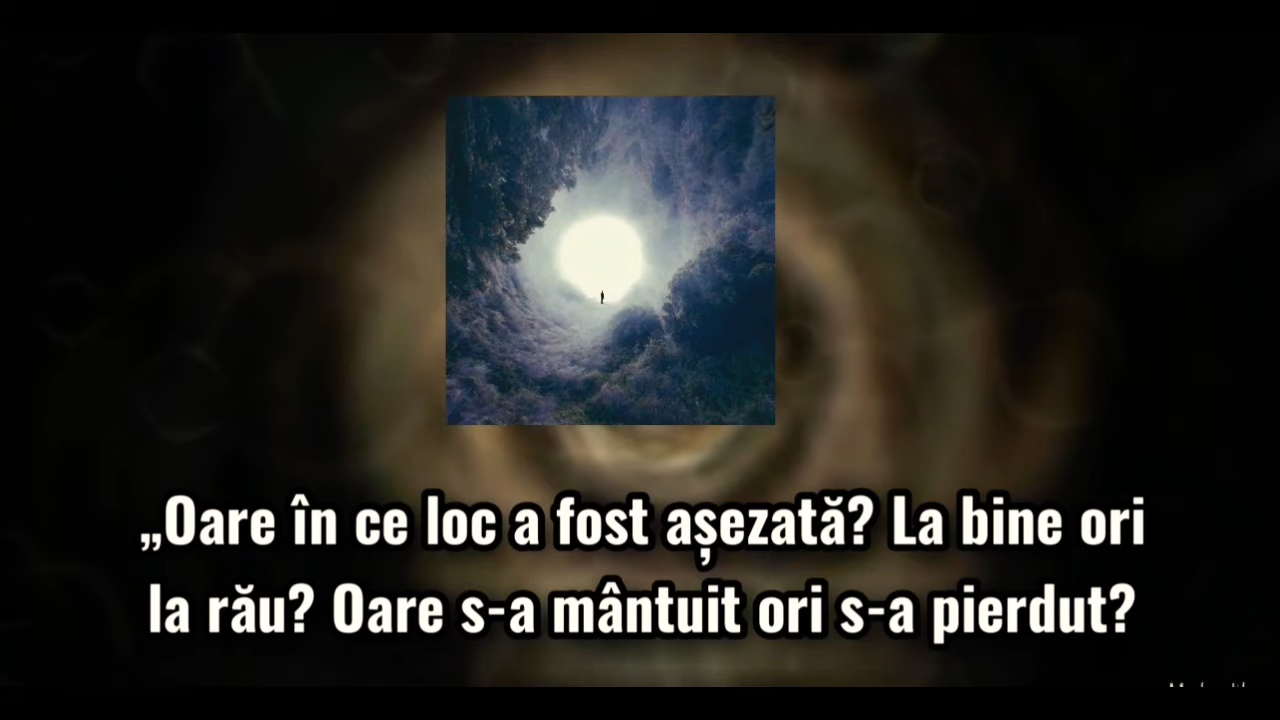 „Oare în ce loc a fost așezată? La bine ori
la rău? Oare s-a mântuit ori s-a pierdut?